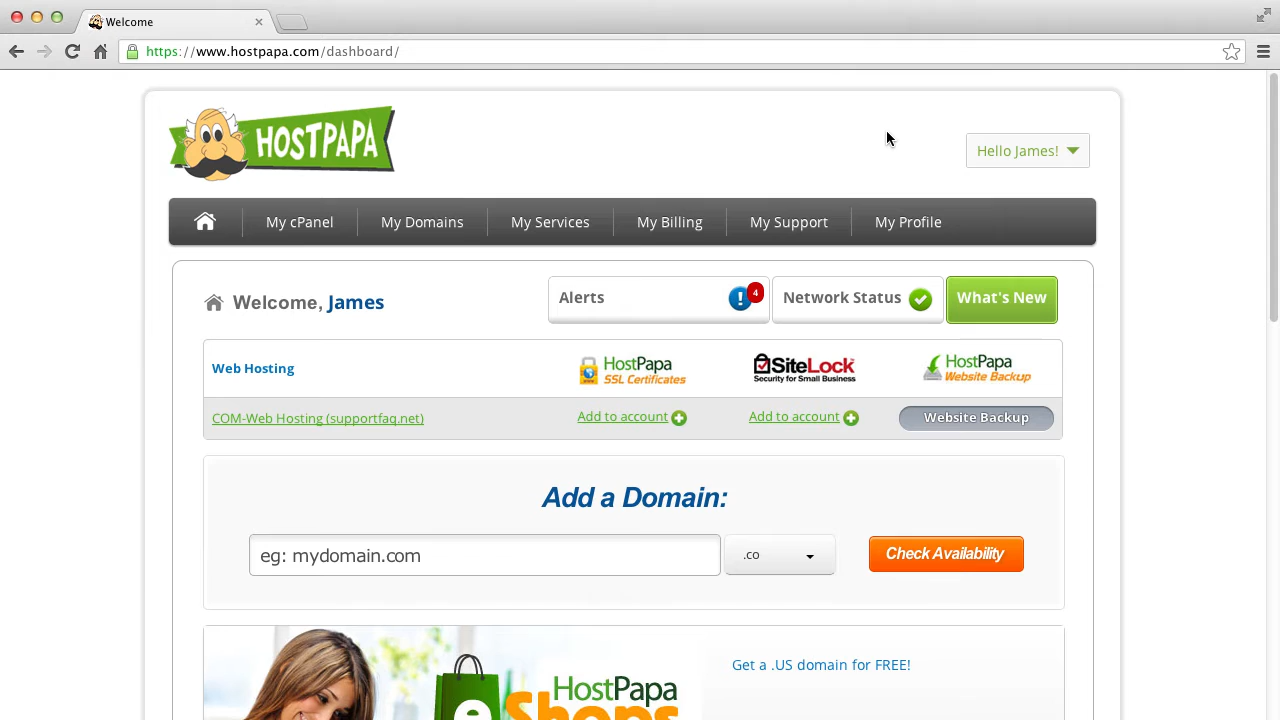 Welcome
https://www.hostpapa.com/dashboard/
HOSTPAPA
Hello James!
My cPanel My Domains My Services My Billing My Support My Profile
Welcome, James
Alerts ! 4 Network Status What's New
Web Hosting
HostPapa
SSL Certificates
SiteLock
Security for Small Business
HostPapa
Website Backup
COM-Web Hosting (supportfaq.net) Add to account Add to account Website Backup
Add a Domain:
eg: mydomain.com .co Check Availability
Get a .US domain for FREE!
HostPapa
e Shops